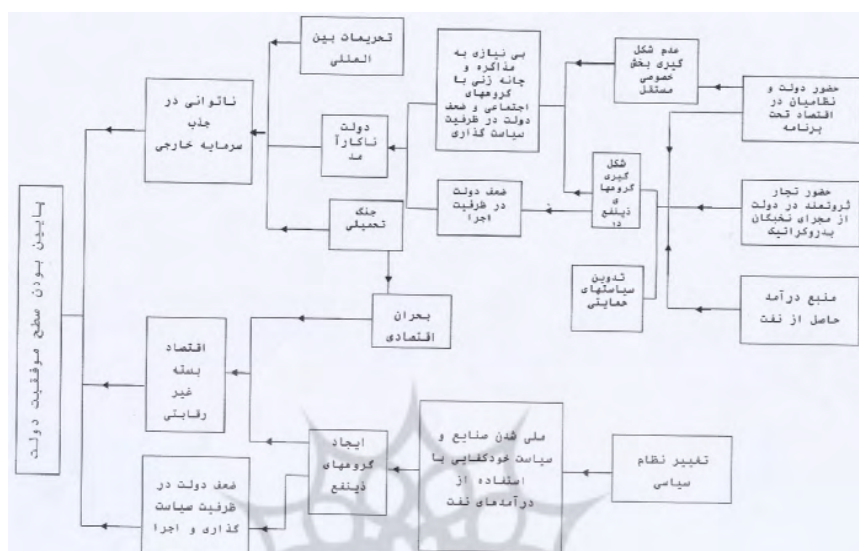 حضور دولت و
نظامیان در
اقتصاد تحت
برنامه
حضور تجار
ثروتمند در دولت
از مجرای نخبگان
پدروکراتیک
منبع درآمد
حاصل از نفت
عدم شکل
گیری بخش
خصوصی
مستقل
شکل
گیری
گروهها
ی
ذینفع
در
تدوین
سیاستهای
حمایتی
بی نیازی به
مذاکره و
چانه زنی با
گروههای
اجتماعی و ضعف
دولت در ظرفیت
سیاست گذاری
ضعف دولت
در ظرفیت
اجرا
تحریمات بین
المللی
دولت
ناکارآ
مد
جنگ
تحمیلی
بحران
اقتصادی
ناتوانی در
جذب
سرمایه خارجی
اقتصاد
بسته
غیر
رقابتی
ضعف دولت در
ظرفیت سیاست
گذاری و اجرا
ایجاد
گروههای
ذینفع
ملی شدن صنایع و
سیاست خودکفایی با
استفاده از
درآمدهای نفت
تغییر نظام
سیاسی
پایین بودن سطح موفقیت دولت